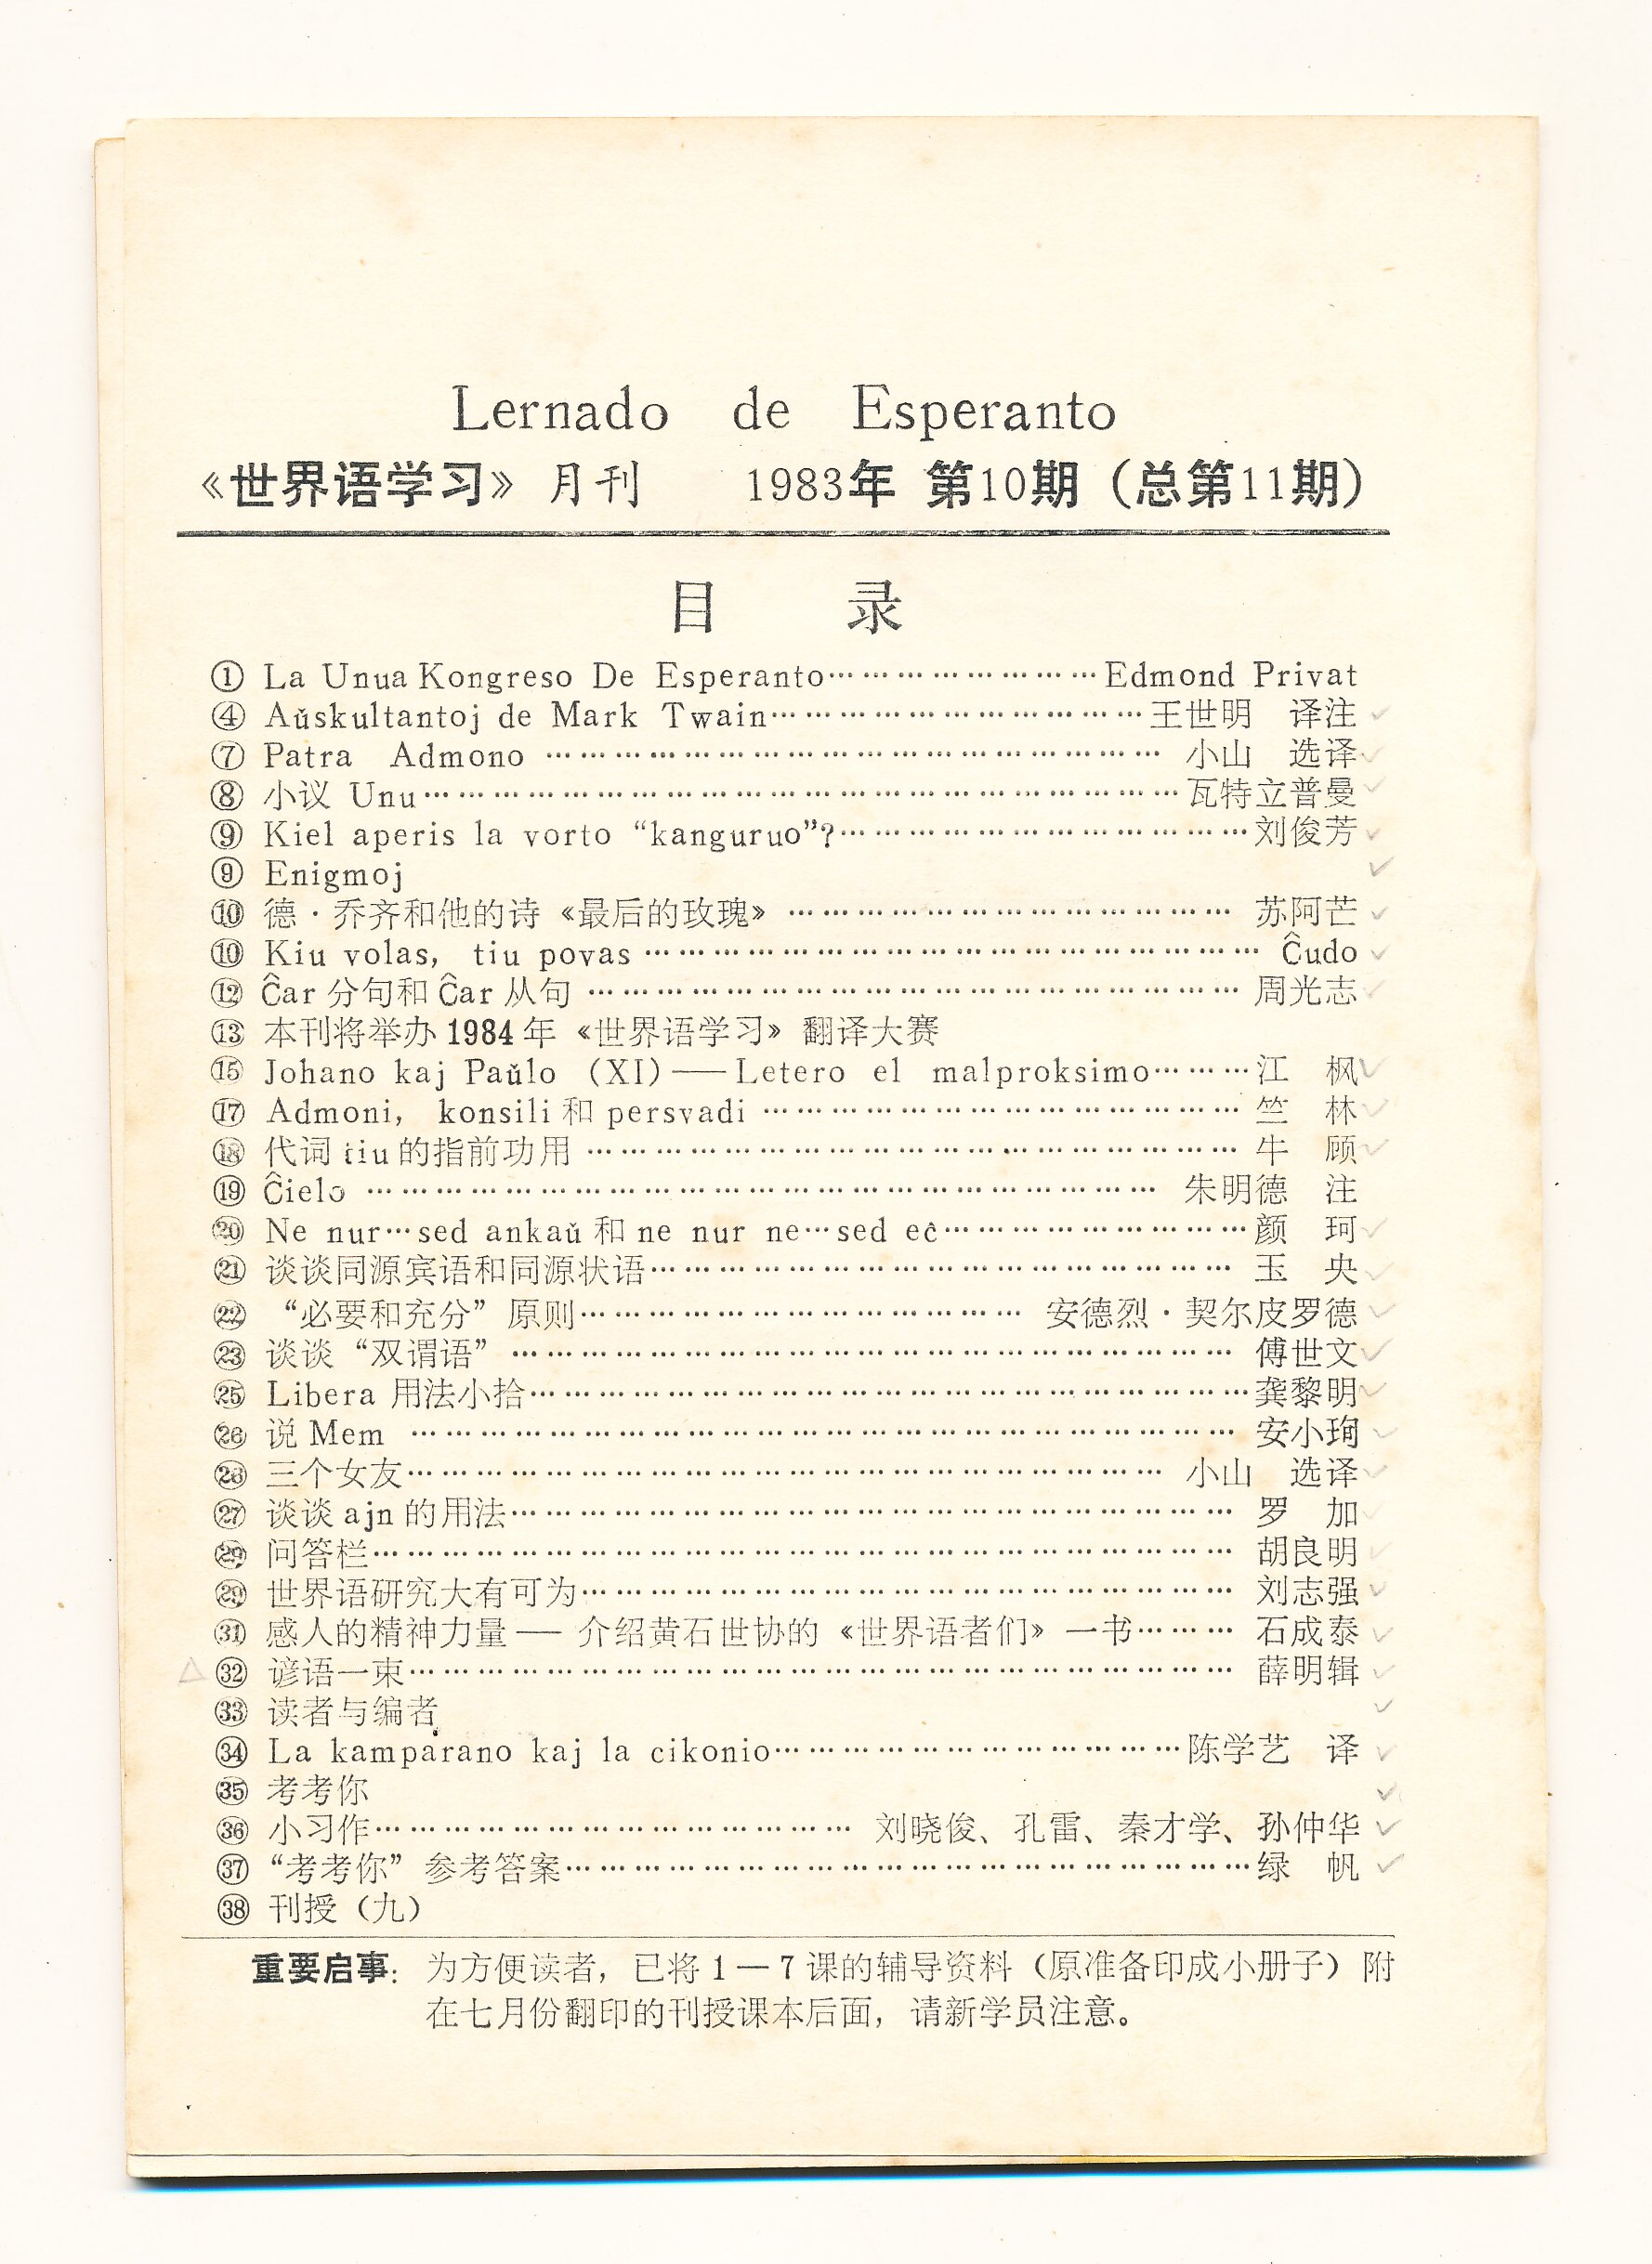 Lernado de Esperanto
《世界语学习》月刊 1983年 第10期（总第11期）
目 录
① La Unua Kongreso De Esperanto……………………Edmond Privat
④ Aŭskultantoj de Mark Twain……………………………王世明 译注
⑦ Patra Admono …………………………………………… 小山 选译
⑧ 小议 Unu……………………………………………………瓦特立普曼
⑨ Kiel aperis la vorto “kanguruo”?………………………………刘俊芳
⑨ Enigmoj
⑩ 德·乔齐和他的诗《最后的玫瑰》 ………………………………… 苏阿芒
⑩ Kiu volas, tiu povas ……………………………………………… Ĉudo
⑫ Ĉar 分句和 Ĉar 从句 ………………………………………………… 周光志
⑬ 本刊将举办 1984 年《世界语学习》翻译大赛
⑮ Johano kaj Paŭlo (XI)——Letero el malproksimo………江 枫
⑰ Admoni, konsili 和 persvadi …………………………………… 竺 林
⑱ 代词 tiu 的指前功用 ………………………………………………… 牛 顾
⑲ Ĉielo …………………………………………………………… 朱明德 注
⑳ Ne nur…sed ankaŭ 和 ne nur ne…sed eĉ………………………颜 珂
㉑ 谈谈同源宾语和同源状语……………………………………………… 玉 央
㉒ “必要和充分”原则………………………………… 安德烈·契尔皮罗德
㉓ 谈谈“双谓语” ……………………………………………………… 傅世文
㉕ Libera 用法小拾………………………………………………………龚黎明
㉖ 说 Mem ……………………………………………………………… 安小珣
㉖ 三个女友………………………………………………………… 小山 选译
㉗ 谈谈 ajn 的用法……………………………………………………… 罗 加
㉙ 问答栏………………………………………………………………… 胡良明
㉙ 世界语研究大有可为………………………………………………… 刘志强
㉛ 感人的精神力量—— 介绍黄石世协的《世界语者们》一书……… 石成泰
㉜ 谚语一束……………………………………………………………… 薛明辑
㉝ 读者与编者
㉞ La kamparano kaj la cikonio………………………………陈学艺 译
㉟ 考考你
㊱ 小习作…………………………………… 刘晓俊、孔雷、秦才学、孙仲华
㊲ “考考你”参考答案……………………………………………………绿 帆
㊳ 刊授（九）
重要启事：为方便读者，已将 1 — 7 课的辅导资料（原准备印成小册子）附
在七月份翻印的刊授课本后面，请新学员注意。